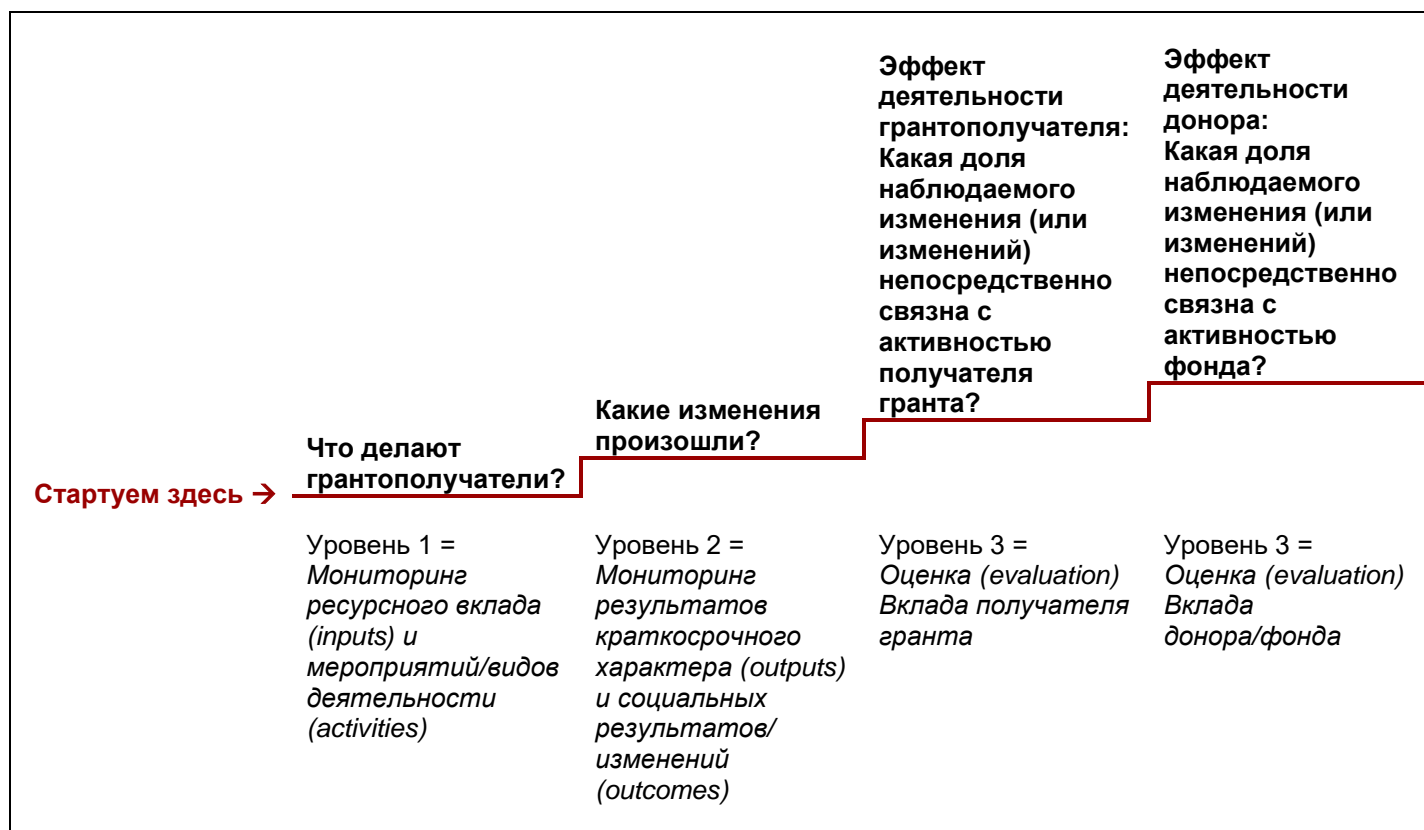 Эффект
деятельности
грантополучателя:
Какая доля
наблюдаемого
изменения (или
изменений)
непосредственно
связна с
активностью
получателя
гранта?
Эффект
деятельности
донора:
Какая доля
наблюдаемого
изменения (или
изменений)
непосредственно
связна с
активностью
фонда?
Какие изменения
произошли?
Что делают
грантополучатели?
Стартуем здесь →
Уровень 1 =
Мониторинг
ресурсного вклада
(inputs) и
мероприятий/видов
деятельности
(activities)
Уровень 2 =
Мониторинг
результатов
краткосрочного
характера (outputs)
и социальных
результатов/
изменений
(outcomes)
Уровень 3 =
Оценка (evaluation)
Вклада получателя
гранта
Уровень 3 =
Оценка (evaluation)
Вклада
донора/фонда